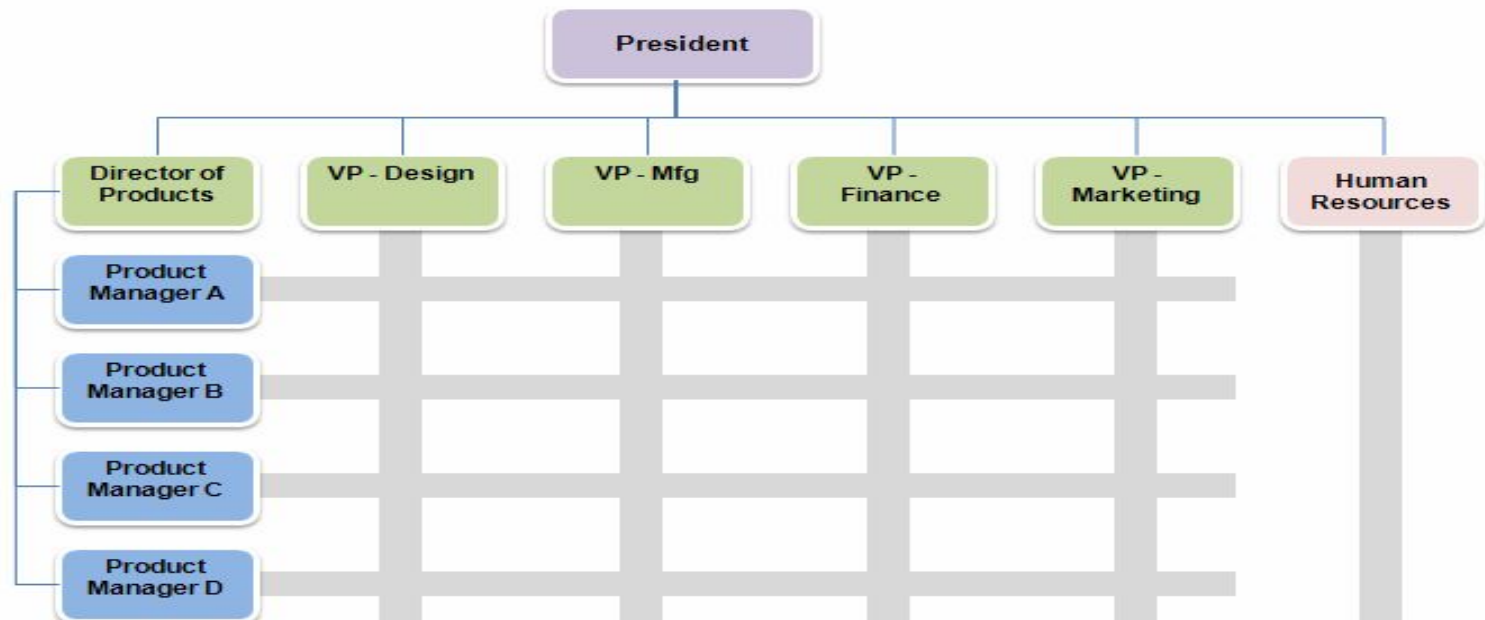 President
Director of
Products
VP - Design
VP - Mfg
VP -
Finance
VP -
Marketing
Human
Resources
Product
Manager A
Product
Manager B
Product
Manager C
Product
Manager D